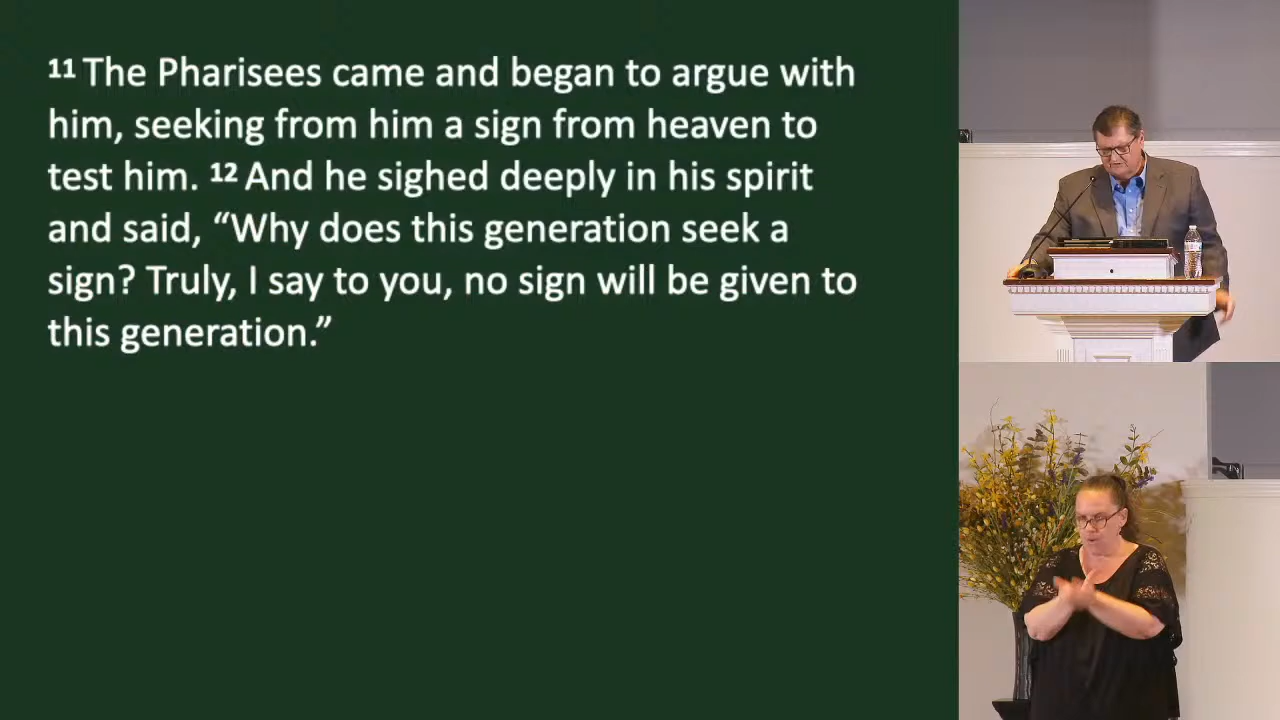 11 The Pharisees came and began to argue with
him, seeking from him a sign from heaven to
test him. 12 And he sighed deeply in his spirit
and said, “Why does this generation seek a
sign? Truly, I say to you, no sign will be given to
this generation.”